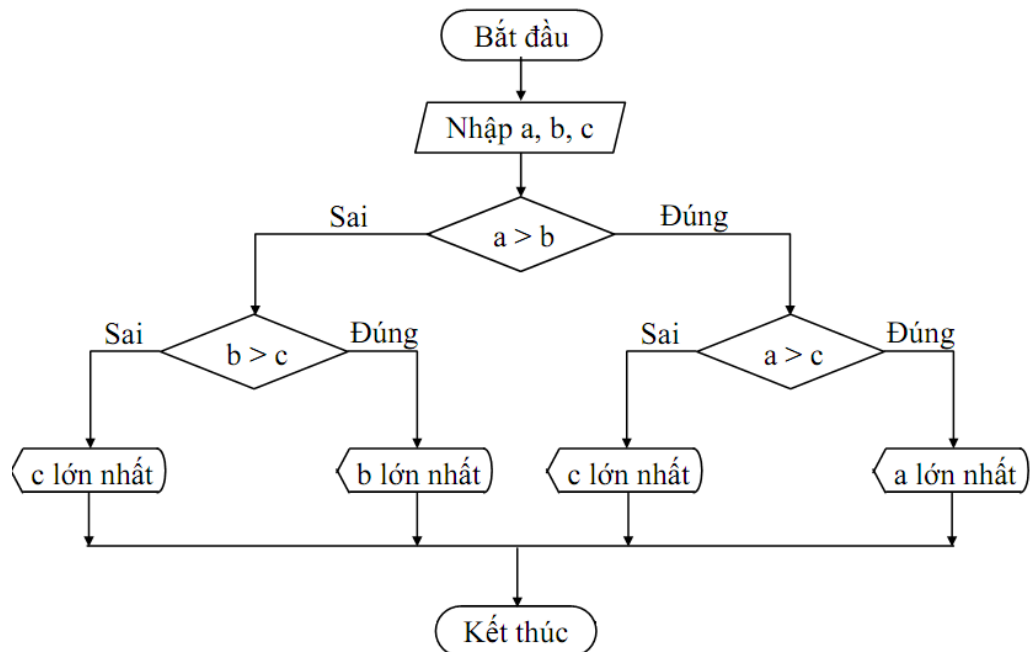 Bắt đầu
Nhập a, b, c
Sai
Đúng
a > b
Sai
Đúng
Sai
Đúng
b > c
a > c
c lớn nhất
b lớn nhất
c lớn nhất
a lớn nhất
Kết thúc